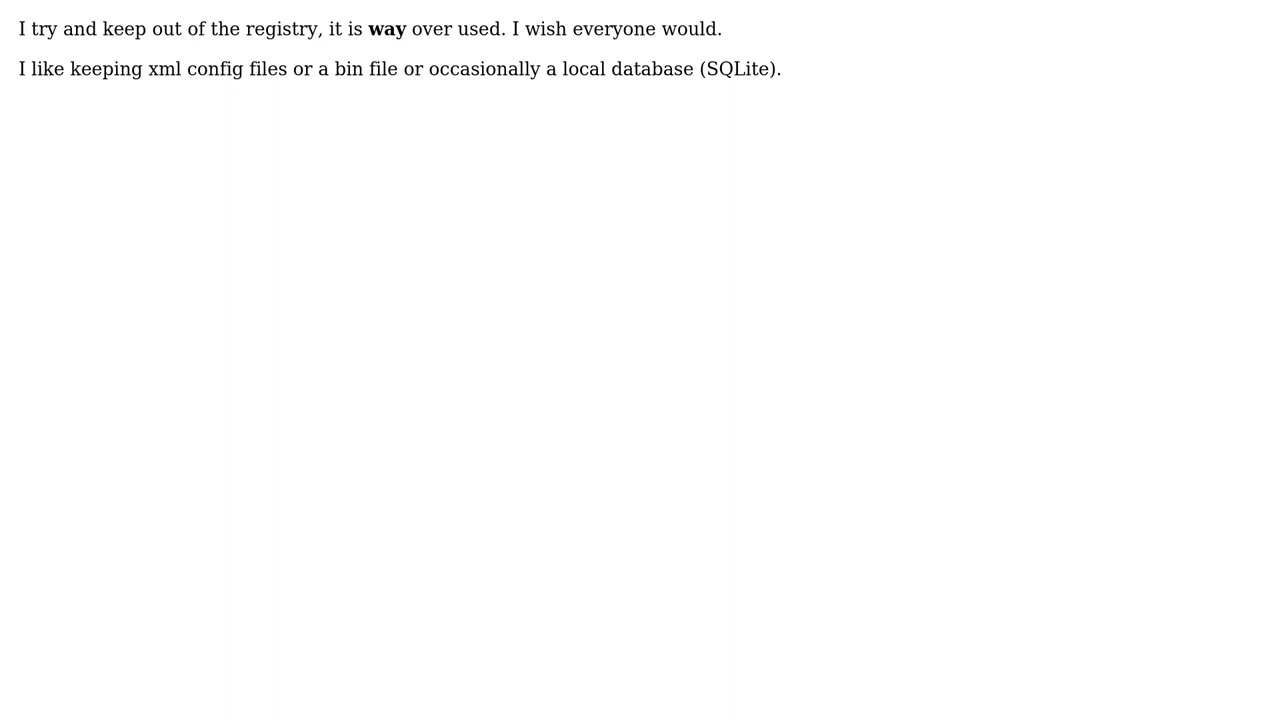 I try and keep out of the registry, it is way over used. I wish everyone would.
I like keeping xml config files or a bin file or occasionally a local database (SQLite).